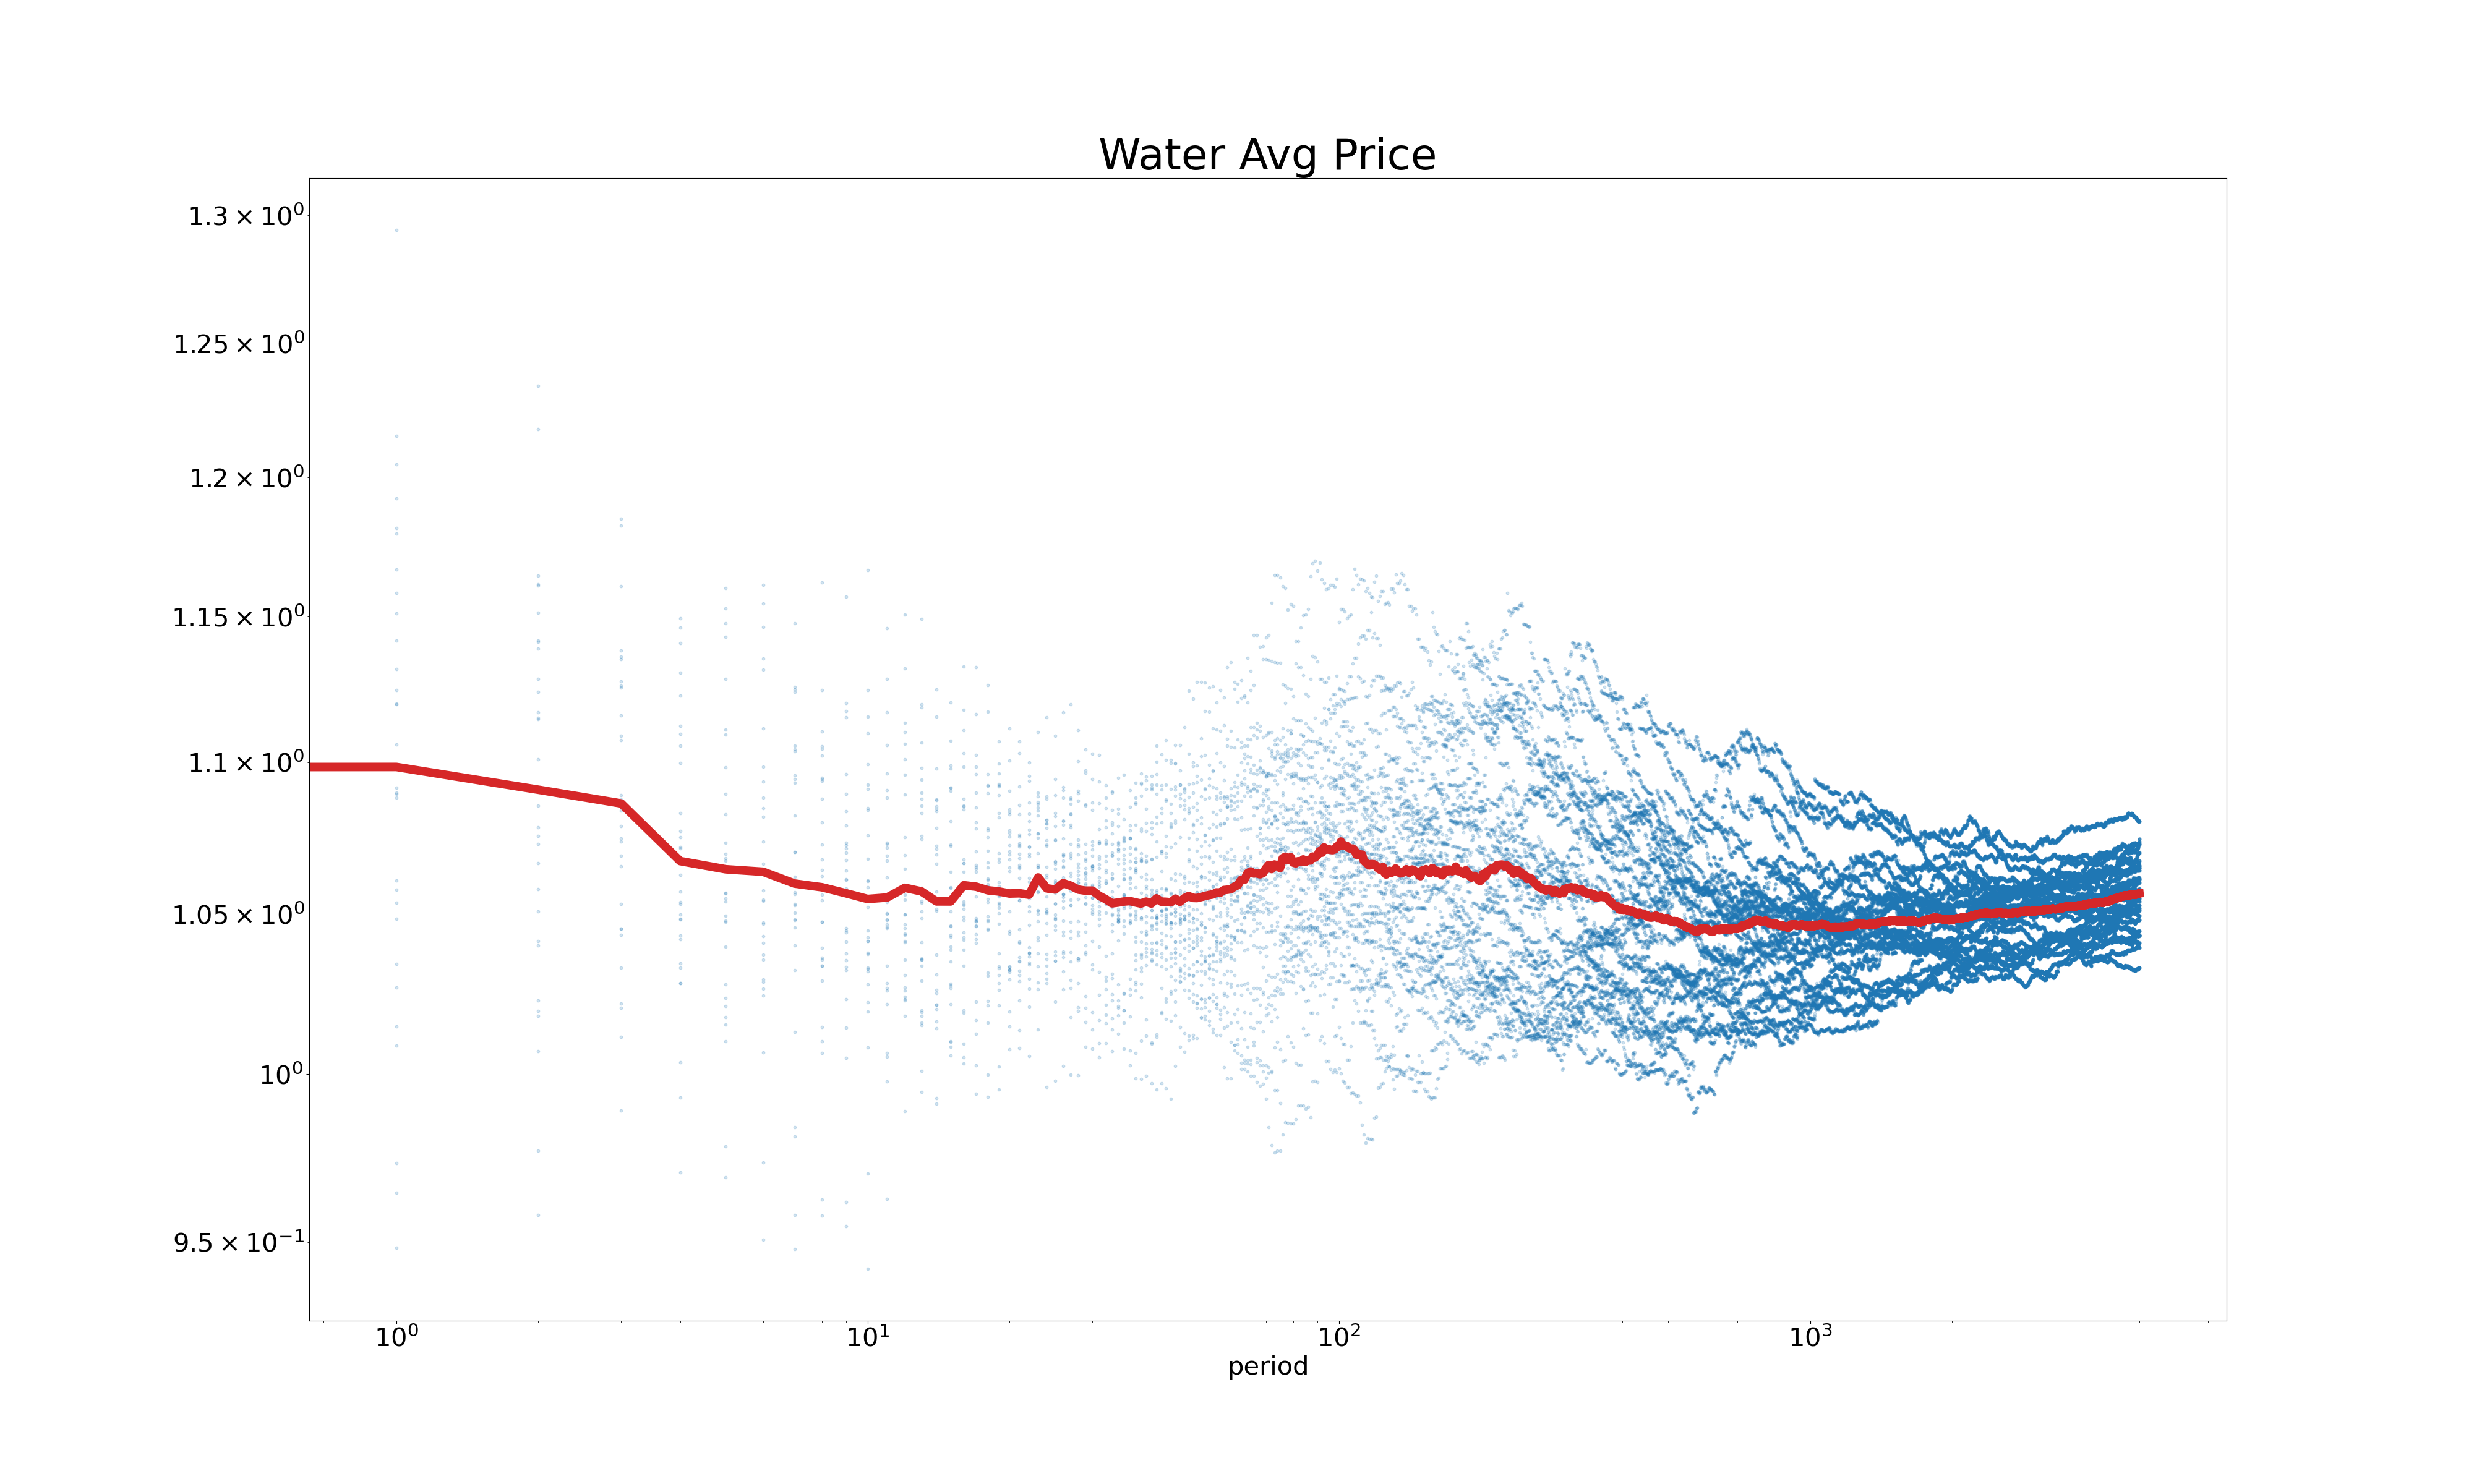 Water Avg Price
1.3 × 10⁰
1.25 × 10⁰
1.2 × 10⁰
1.15 × 10⁰
1.1 × 10⁰
1.05 × 10⁰
10⁰
9.5 × 10⁻¹
10⁰ 10¹ 10² 10³
period